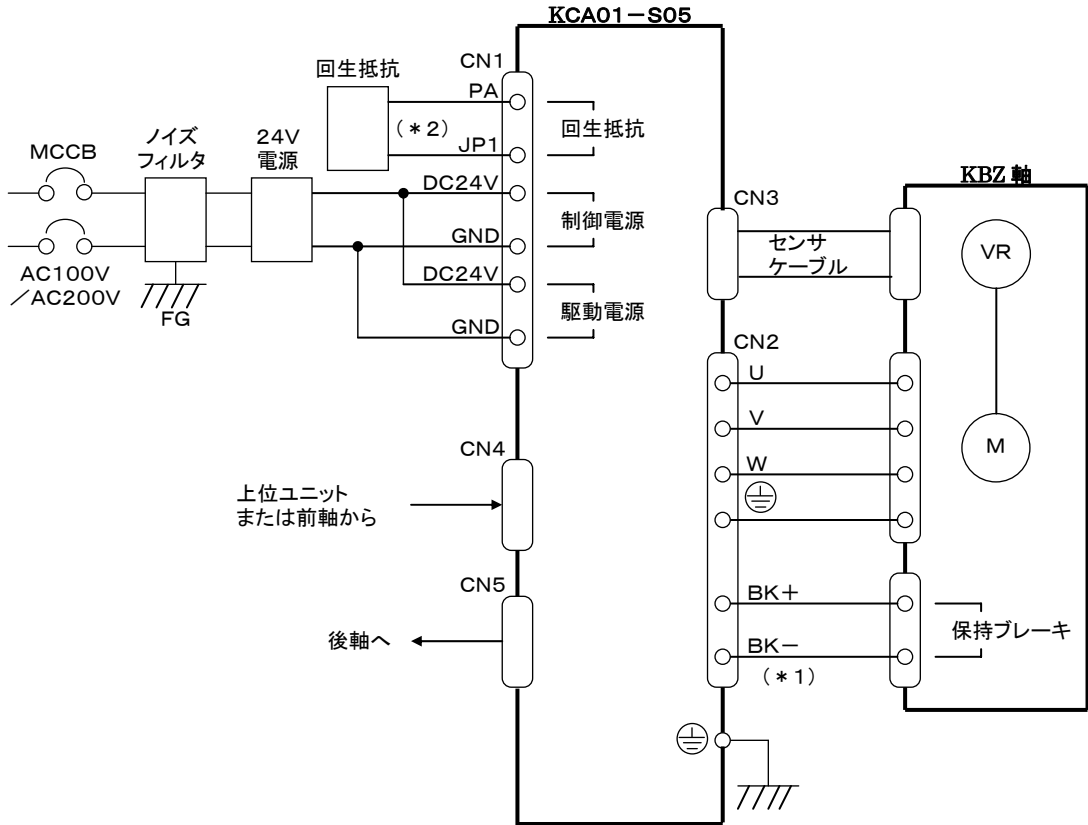 KCA01－S05
CN1
回生抵抗
PA
(＊2)
JP1
回生抵抗
MCCB
ノイズ
フィルタ
24V
電源
DC24V
GND
制御電源
DC24V
GND
駆動電源
AC100V
／AC200V
FG
CN3
センサ
ケーブル
KBZ 軸
VR
M
CN2
U
V
W
CN4
上位ユニット
または前軸から
CN5
後軸へ
BK＋
BK－
(＊1)
保持ブレーキ